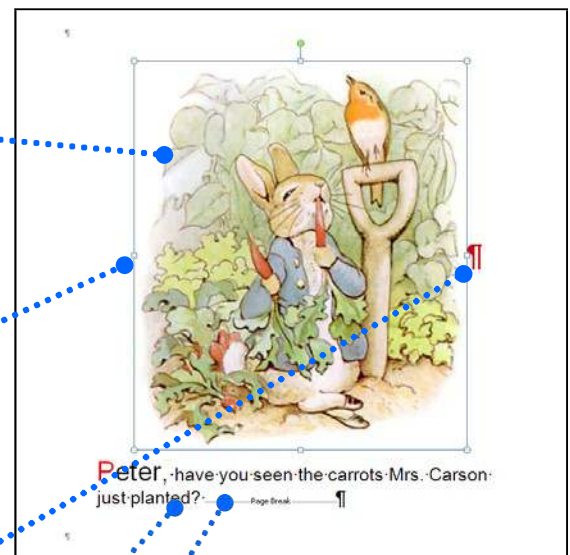 ¶
¶
Peter, have you seen the carrots Mrs. Carson
just planted? Page Break ¶
¶